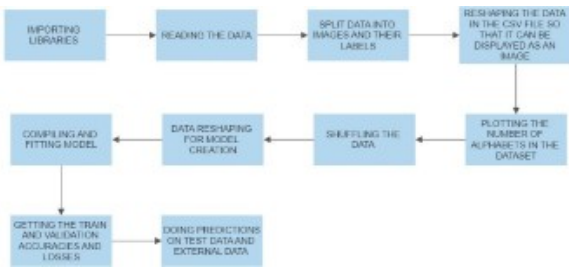 IMPORTING
LIBRARIES
READING THE DATA
SPLIT DATA INTO
IMAGES AND THEIR
LABELS
RESHAPING THE DATA
IN THE CSV FILE SO
THAT IT CAN BE
DISPLAYED AS AN
IMAGE
PLOTTING THE
NUMBER OF
ALPHABETS IN THE
DATASET
SHUFFLING THE
DATA
DATA RESHAPING
FOR MODEL
CREATION
COMPILING AND
FITTING MODEL
GETTING THE TRAIN
AND VALIDATION
ACCURACIES AND
LOSSES
DOING PREDICTIONS
ON TEST DATA AND
EXTERNAL DATA